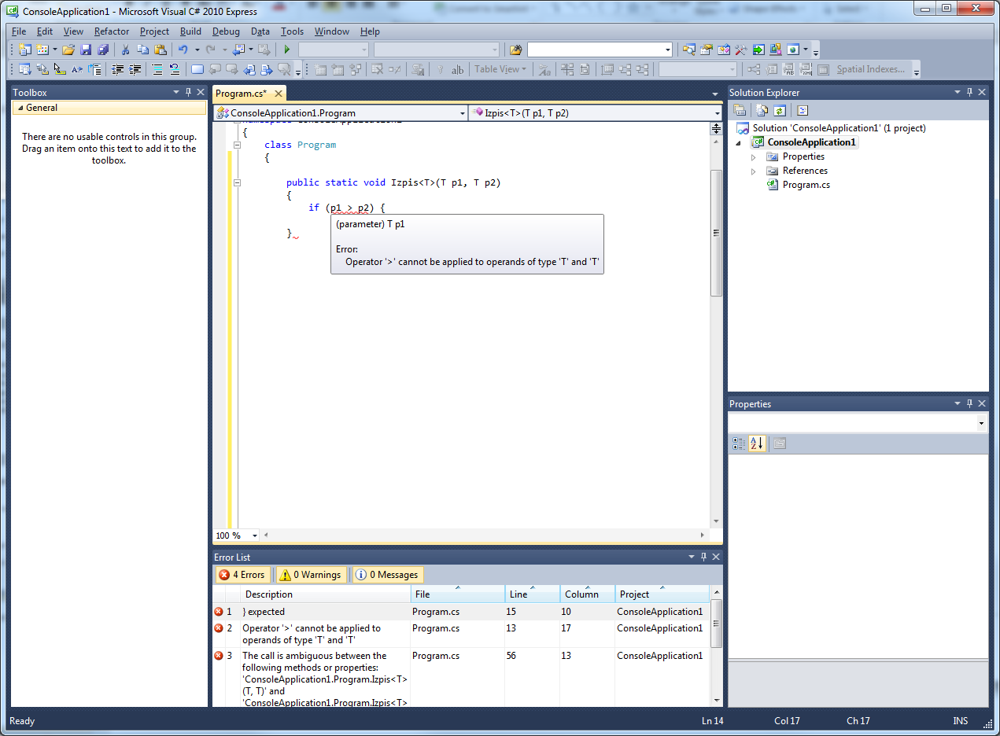 ConsoleApplication1 - Microsoft Visual C# 2010 Express
File Edit View Refactor Project Build Debug Data Tools Window Help
Table View
Spatial Indexes...
Toolbox
General
There are no usable controls in this group.
Drag an item onto this text to add it to the
toolbox.
Program.cs*
ConsoleApplication1.Program
Izpis<T>(T p1, T p2)
namespace ConsoleApplication1
{
class Program
{
public static void Izpis<T>(T p1, T p2)
{
if (p1 > p2) {
}
(parameter) T p1
Error:
Operator '>' cannot be applied to operands of type 'T' and 'T'
100 %
Solution Explorer
Solution 'ConsoleApplication1' (1 project)
ConsoleApplication1
Properties
References
Program.cs
Properties
Error List
4 Errors 0 Warnings 0 Messages
Description File Line Column Project
1 } expected Program.cs 15 10 ConsoleApplication1
2 Operator '>' cannot be applied to Program.cs 13 17 ConsoleApplication1
operands of type 'T' and 'T'
3 The call is ambiguous between the Program.cs 56 13 ConsoleApplication1
following methods or properties:
'ConsoleApplication1.Program.Izpis<T>
(T, T)' and
'ConsoleApplication1.Program.Izpis<T>
Ready Ln 14 Col 17 Ch 17 INS